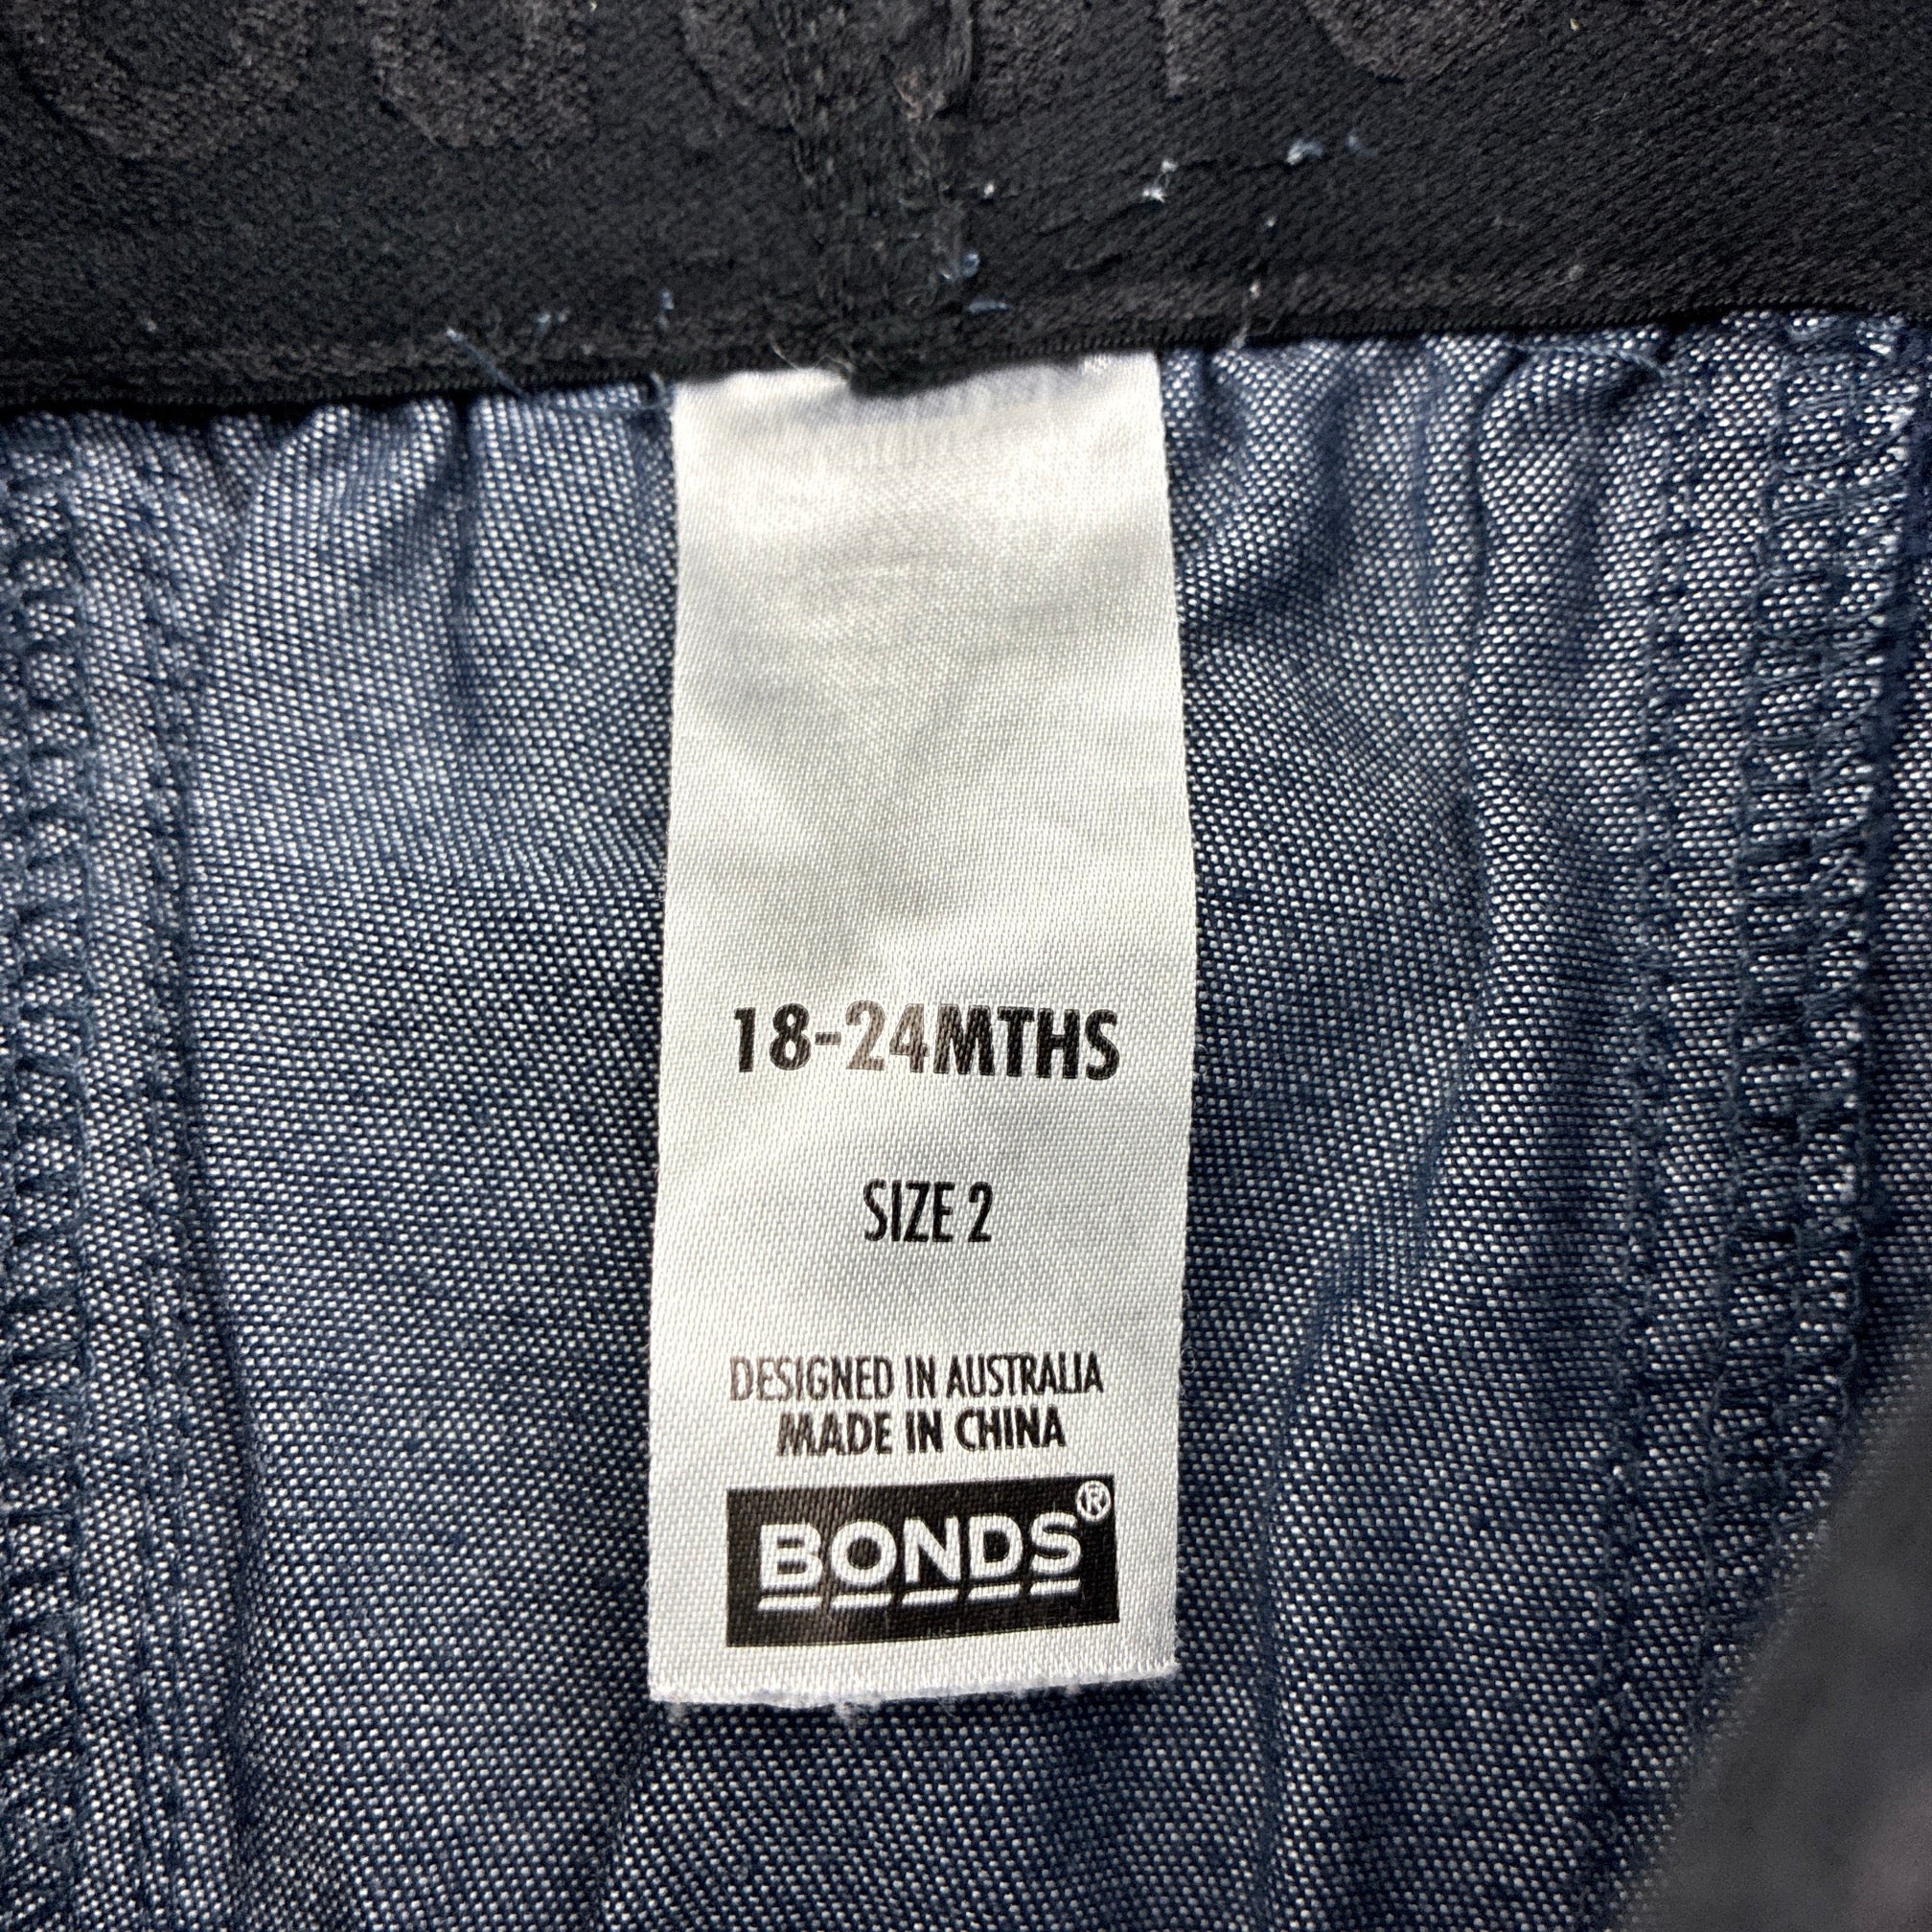 18-24MTHS
SIZE 2
DESIGNED IN AUSTRALIA
MADE IN CHINA
BONDS®